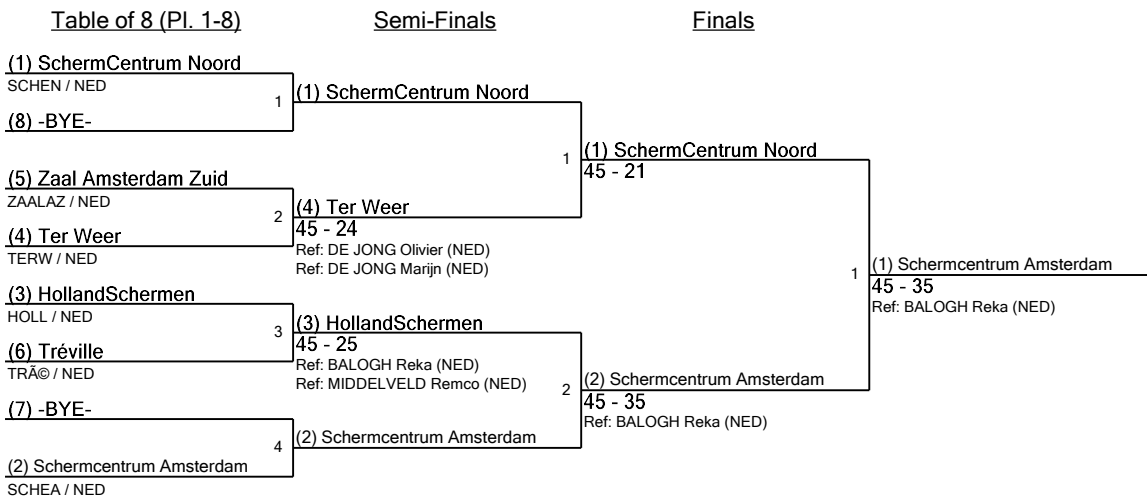 Table of 8 (Pl. 1-8)
Semi-Finals
Finals
(1) SchermCentrum Noord
SCHEN / NED
1
(8) -BYE-
(5) Zaal Amsterdam Zuid
ZAALAZ / NED
2
(4) Ter Weer
TERW / NED
(3) HollandSchermen
HOLL / NED
3
(6) Tréville
TRÃ© / NED
(7) -BYE-
4
(2) Schermcentrum Amsterdam
SCHEA / NED
(1) SchermCentrum Noord
1
(4) Ter Weer
45 - 24
Ref: DE JONG Olivier (NED)
Ref: DE JONG Marijn (NED)
(3) HollandSchermen
45 - 25
Ref: BALOGH Reka (NED)
Ref: MIDDELVELD Remco (NED)
2
(2) Schermcentrum Amsterdam
(1) SchermCentrum Noord
45 - 21
1
(2) Schermcentrum Amsterdam
45 - 35
Ref: BALOGH Reka (NED)
(1) Schermcentrum Amsterdam
45 - 35
Ref: BALOGH Reka (NED)